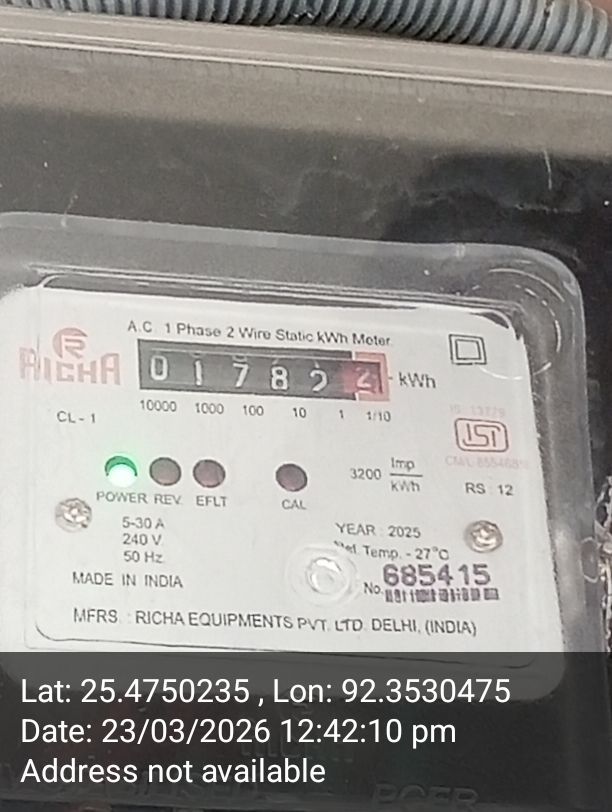 A.C. 1 Phase 2 Wire Static kWh Meter
R
RICHA
0 1 7 8 2 2 - kWh
10000 1000 100 10 1 1/10
CL - 1
IS : 13779
ISI
3200 Imp/kWh
RS : 12
POWER REV. EFLT CAL
5-30 A
240 V.
50 Hz.
YEAR : 2025
Ref. Temp. - 27°C
MADE IN INDIA
No. 685415
MFRS. : RICHA EQUIPMENTS PVT. LTD. DELHI, (INDIA)
Lat: 25.4750235 , Lon: 92.3530475
Date: 23/03/2026 12:42:10 pm
Address not available